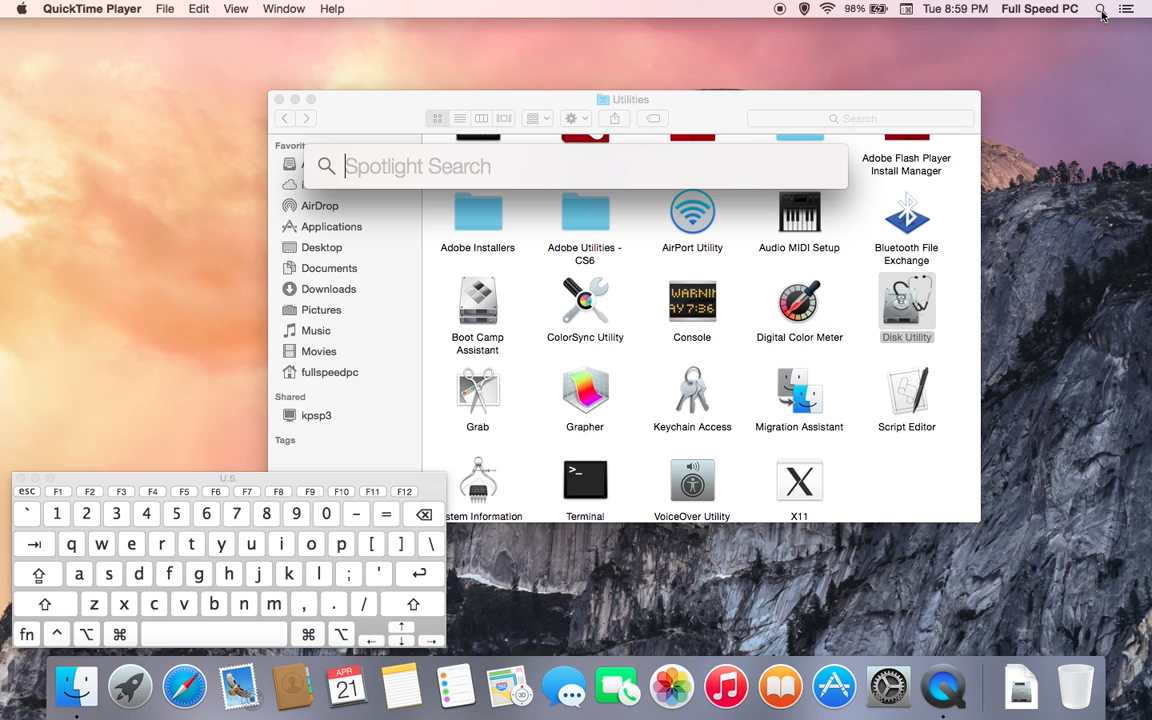 QuickTime Player File Edit View Window Help 98% Tue 8:59 PM Full Speed PC
Utilities
Search
Favorit
Spotlight Search
AirDrop
Applications
Desktop
Documents
Downloads
Pictures
Music
Movies
fullspeedpc
Shared
kpsp3
Tags
Adobe Flash Player
Install Manager
Adobe Installers
Adobe Utilities -
CS6
AirPort Utility
Audio MIDI Setup
Bluetooth File
Exchange
WARNIN
AY 7:36
Boot Camp
Assistant
ColorSync Utility
Console
Digital Color Meter
Disk Utility
Grab
Grapher
Keychain Access
Migration Assistant
Script Editor
>_
X
stem Information
Terminal
VoiceOver Utility
X11
U.S.
esc F1 F2 F3 F4 F5 F6 F7 F8 F9 F10 F11 F12
` 1 2 3 4 5 6 7 8 9 0 - =
q w e r t y u i o p [ ] \
a s d f g h j k l ; '
z x c v b n m , . /
fn ^ ⌥ ⌘ ⌘ ⌥
APR
21